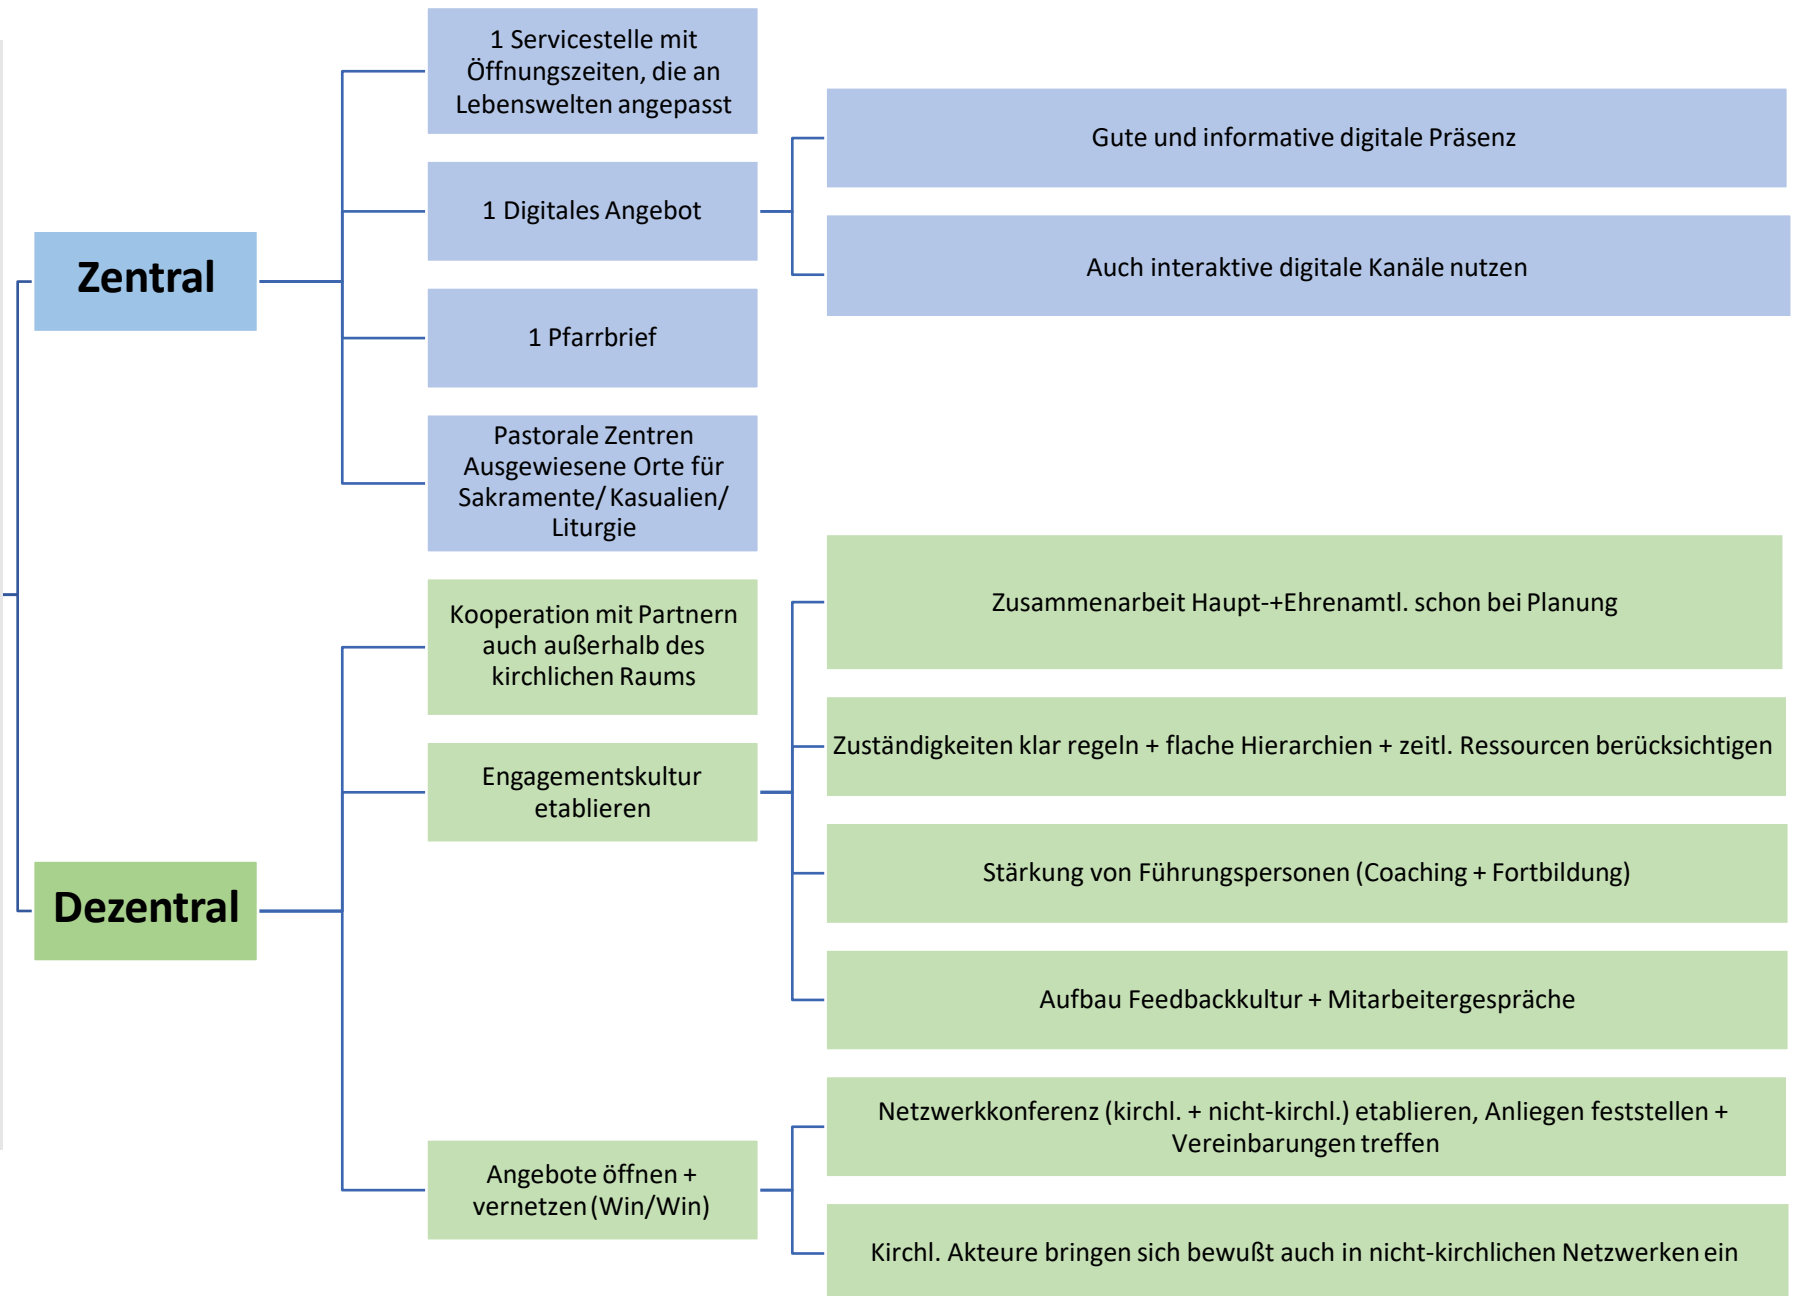 Zentral
1 Servicestelle mit
Öffnungszeiten, die an
Lebenswelten angepasst
1 Digitales Angebot
Gute und informative digitale Präsenz
Auch interaktive digitale Kanäle nutzen
1 Pfarrbrief
Pastorale Zentren
Ausgewiesene Orte für
Sakramente/ Kasualien/
Liturgie
Dezentral
Kooperation mit Partnern
auch außerhalb des
kirchlichen Raums
Engagementskultur
etablieren
Zusammenarbeit Haupt-+Ehrenamtl. schon bei Planung
Zuständigkeiten klar regeln + flache Hierarchien + zeitl. Ressourcen berücksichtigen
Stärkung von Führungspersonen (Coaching + Fortbildung)
Aufbau Feedbackkultur + Mitarbeitergespräche
Angebote öffnen +
vernetzen (Win/Win)
Netzwerkkonferenz (kirchl. + nicht-kirchl.) etablieren, Anliegen feststellen +
Vereinbarungen treffen
Kirchl. Akteure bringen sich bewußt auch in nicht-kirchlichen Netzwerken ein